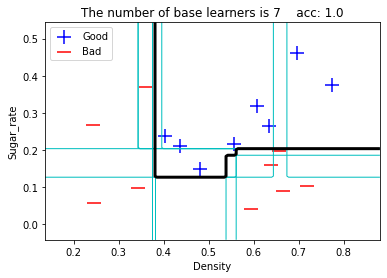 The number of base learners is 7    acc: 1.0
Good
Bad
0.5
0.4
0.3
0.2
0.1
0.0
Sugar_rate
0.2 0.3 0.4 0.5 0.6 0.7 0.8
Density